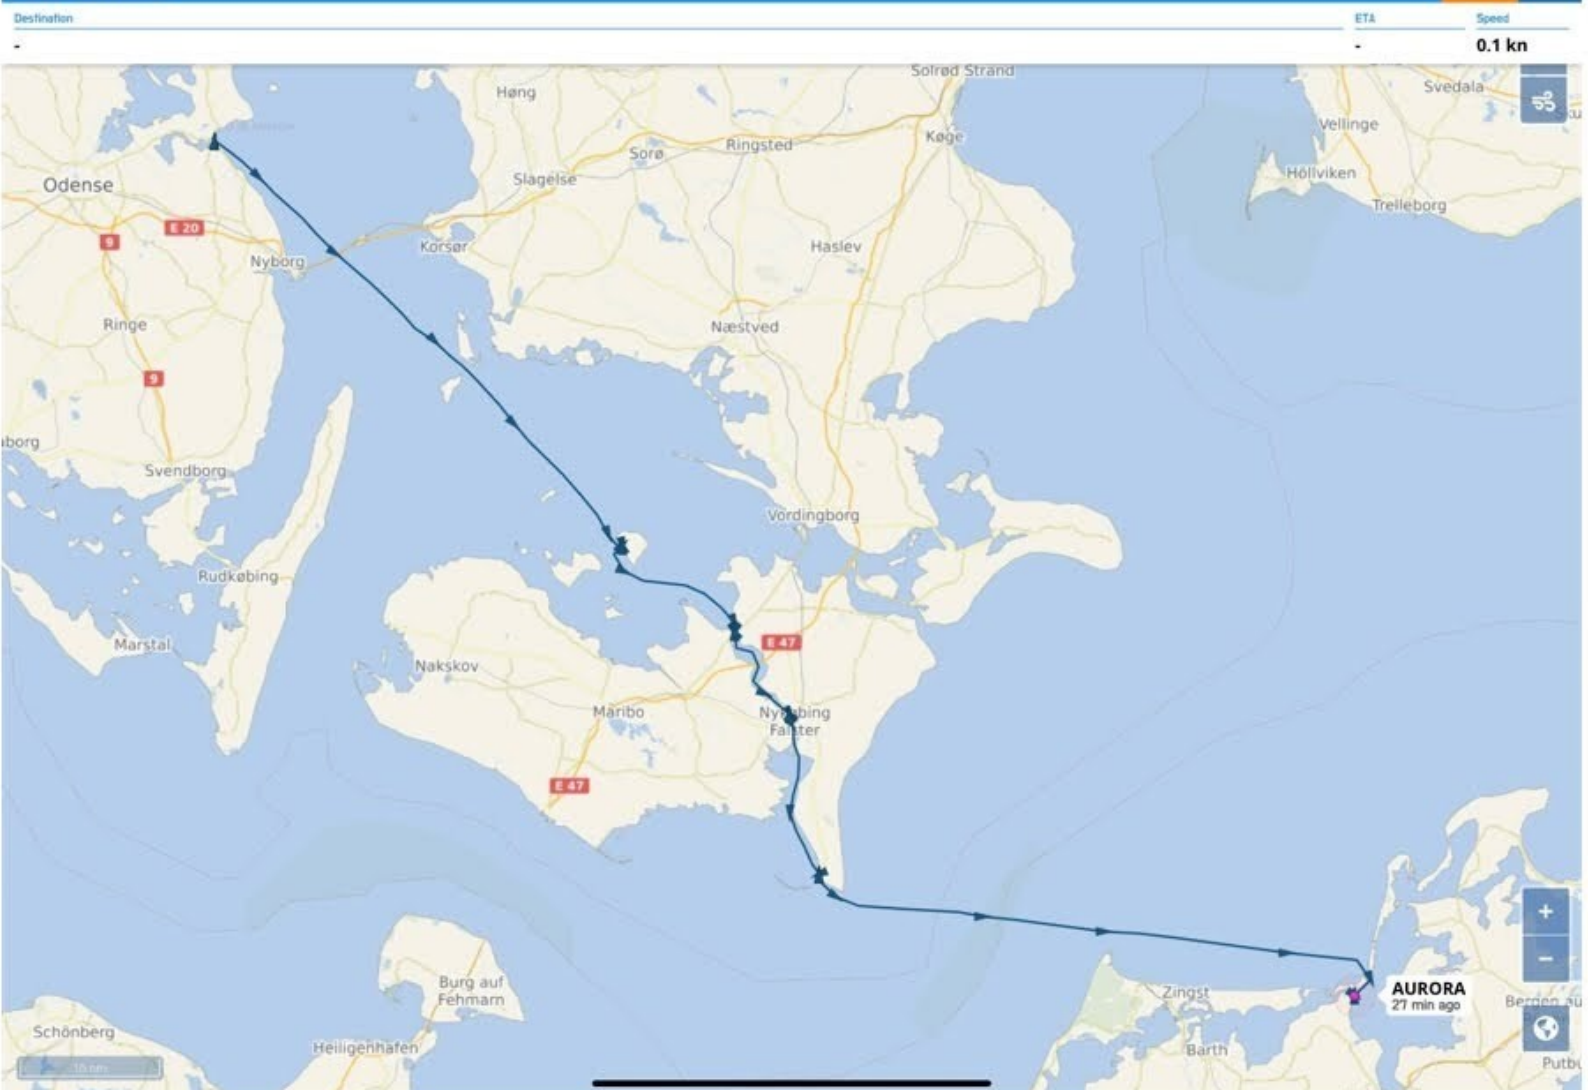 Destination
ETA
Speed
-
-
0.1 kn
Solrød Strand
Høng
Svedala
Køge
Vellinge
Ringsted
Sorø
Slagelse
Höllviken
Odense
Trelleborg
E 20
9
Korsør
Haslev
Nyborg
Ringe
Næstved
9
Svendborg
Vordingborg
Rudkøbing
Marstal
E 47
Nakskov
Maribo
Falster
E 47
+
−
Burg auf
Fehmarn
Zingst
AURORA
27 min ago
Schönberg
Heiligenhafen
Barth